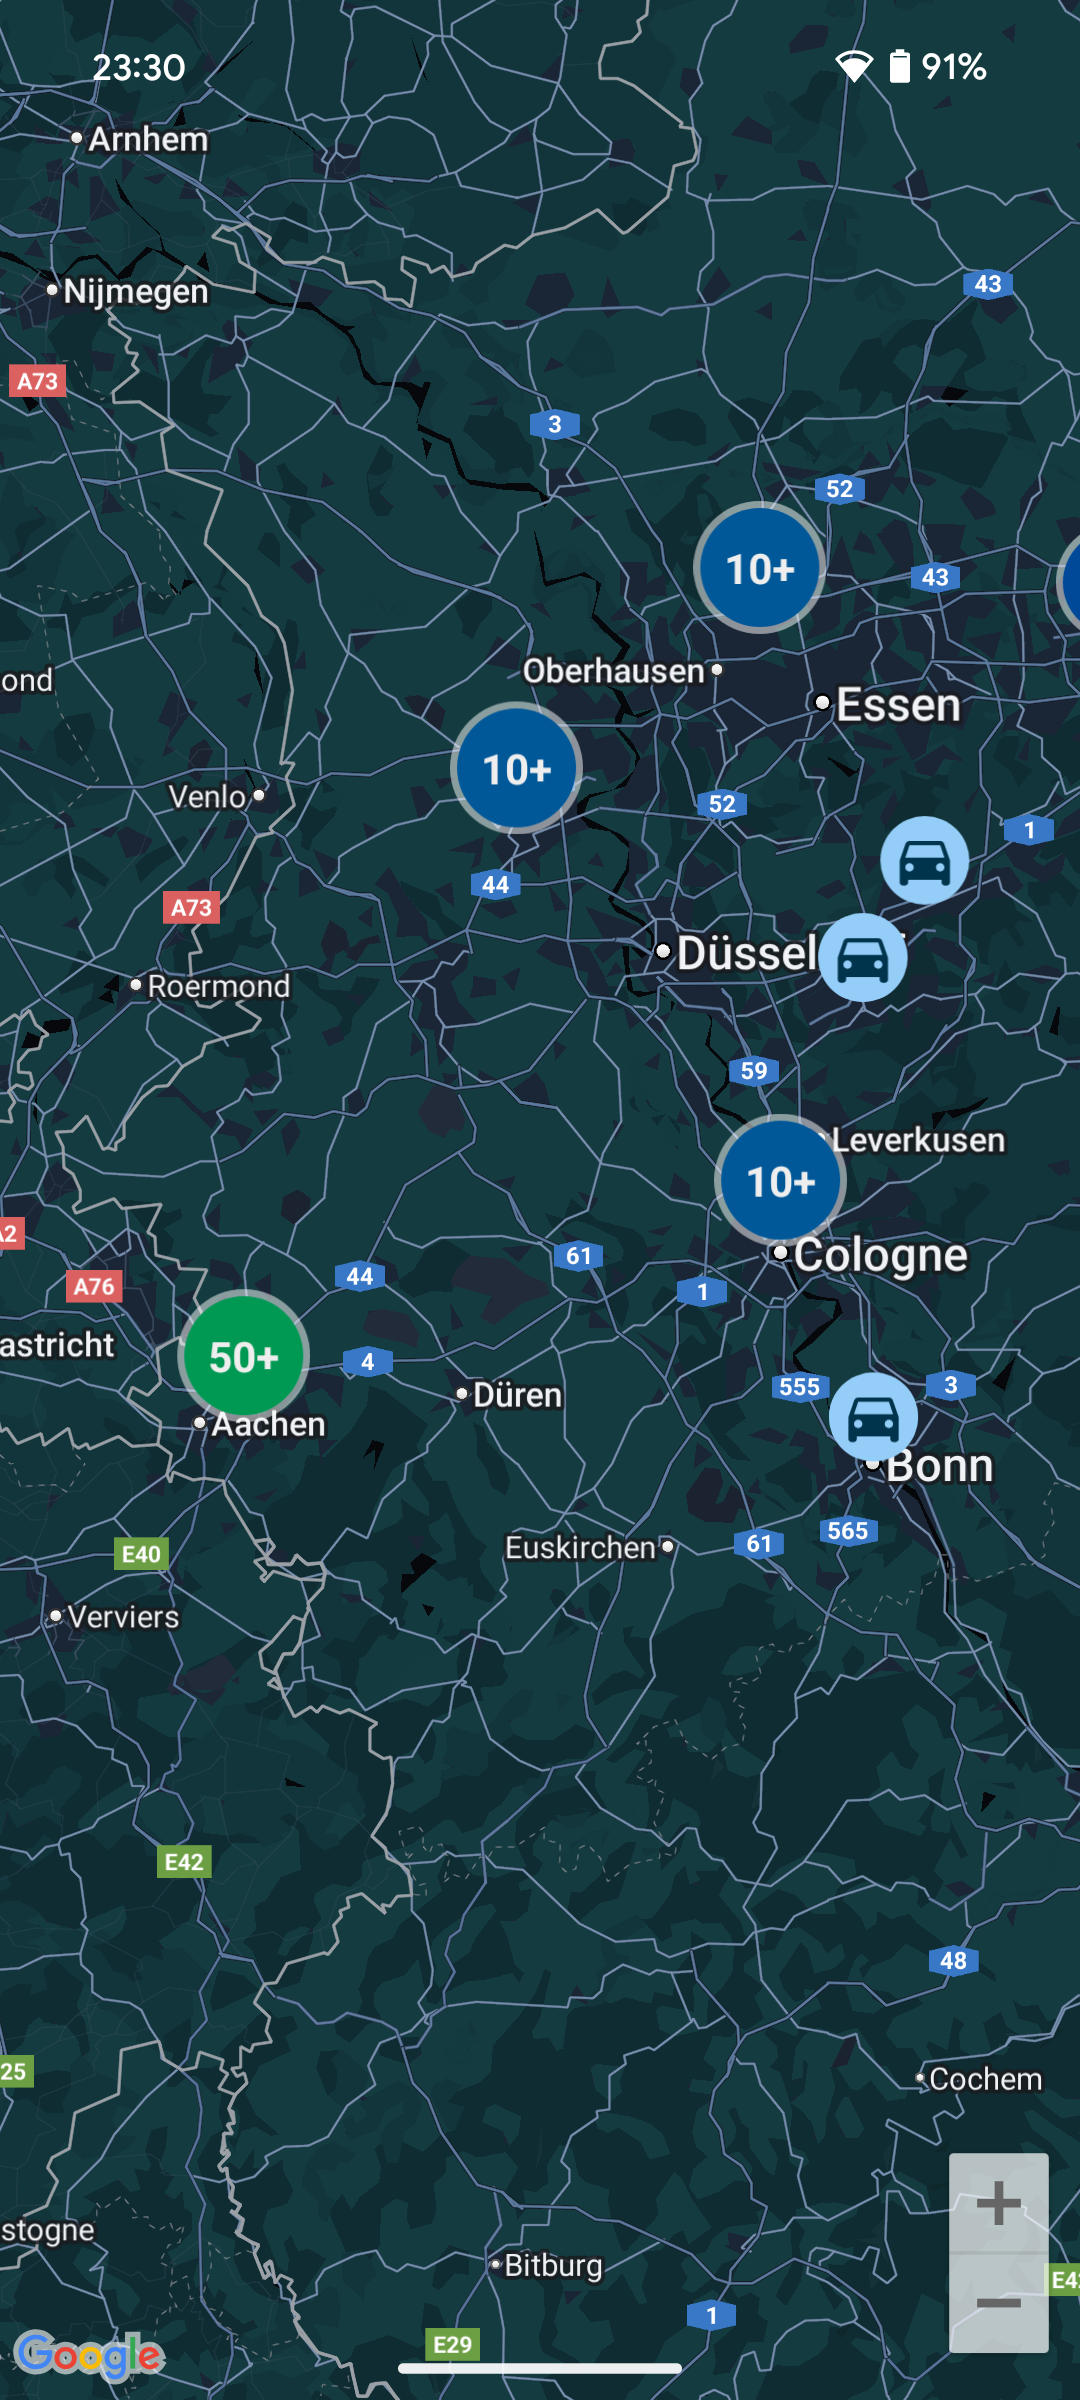 23:30
91%
Arnhem
Nijmegen
43
A73
3
52
10+
43
Oberhausen
ond
Essen
10+
Venlo
52
1
44
A73
Düssel
Roermond
59
Leverkusen
10+
A2
Cologne
61
44
A76
1
astricht
50+
4
Düren
555
3
Aachen
Bonn
565
Euskirchen
61
E40
Verviers
E42
48
25
Cochem
stogne
Bitburg
E42
1
E29
Google